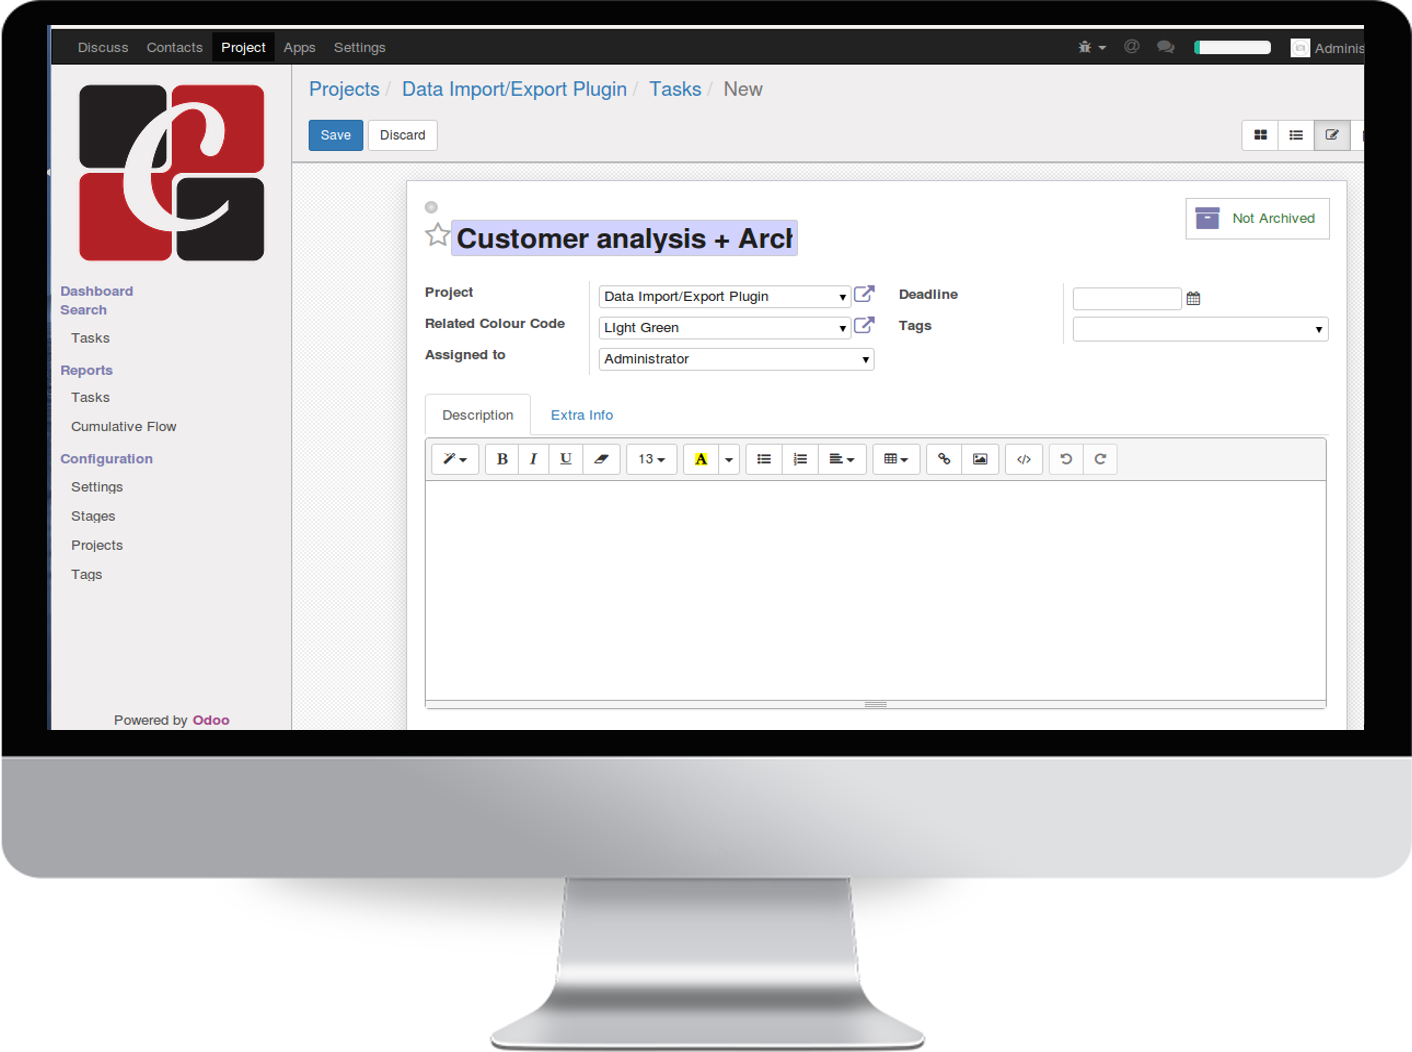 Discuss Contacts Project Apps Settings
Projects / Data Import/Export Plugin / Tasks / New
Save Discard
Not Archived
Customer analysis +
Project Data Import/Export Plugin
Related Colour Code LIght Green
Assigned to Administrator
Deadline
Tags
Description Extra Info
B I U 13 A
Dashboard
Search
Tasks
Reports
Tasks
Cumulative Flow
Configuration
Settings
Stages
Projects
Tags
Powered by Odoo